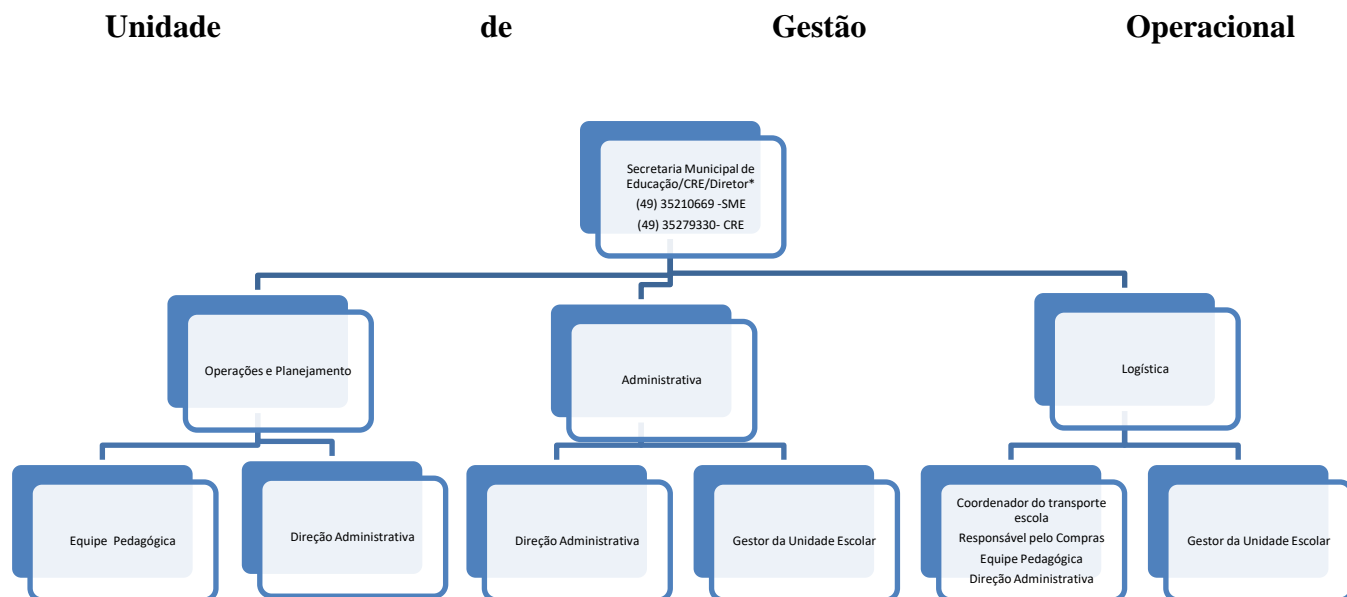 Unidade de Gestão Operacional
Secretaria Municipal de
Educação/CRE/Diretor*
(49) 35210669 -SME
(49) 35279330- CRE
Operações e Planejamento
Administrativa
Logística
Equipe Pedagógica
Direção Administrativa
Direção Administrativa
Gestor da Unidade Escolar
Coordenador do transporte
escola
Responsável pelo Compras
Equipe Pedagógica
Direção Administrativa
Gestor da Unidade Escolar